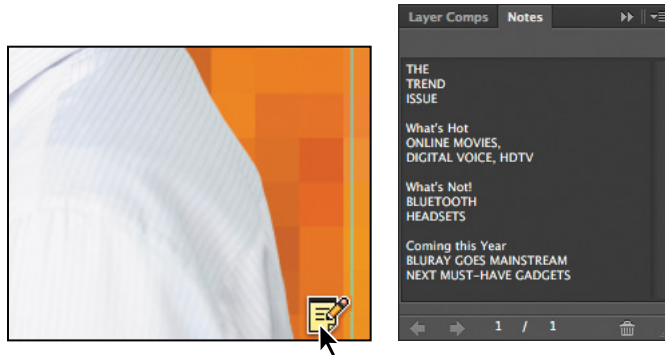 Layer Comps Notes
THE
TREND
ISSUE
What's Hot
ONLINE MOVIES,
DIGITAL VOICE, HDTV
What's Not!
BLUETOOTH
HEADSETS
Coming this Year
BLURAY GOES MAINSTREAM
NEXT MUST-HAVE GADGETS
1 / 1